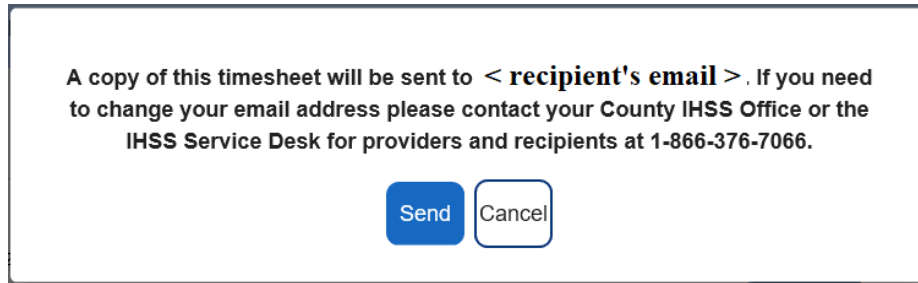 A copy of this timesheet will be sent to < recipient's email > . If you need
to change your email address please contact your County IHSS Office or the
IHSS Service Desk for providers and recipients at 1-866-376-7066.
Send Cancel